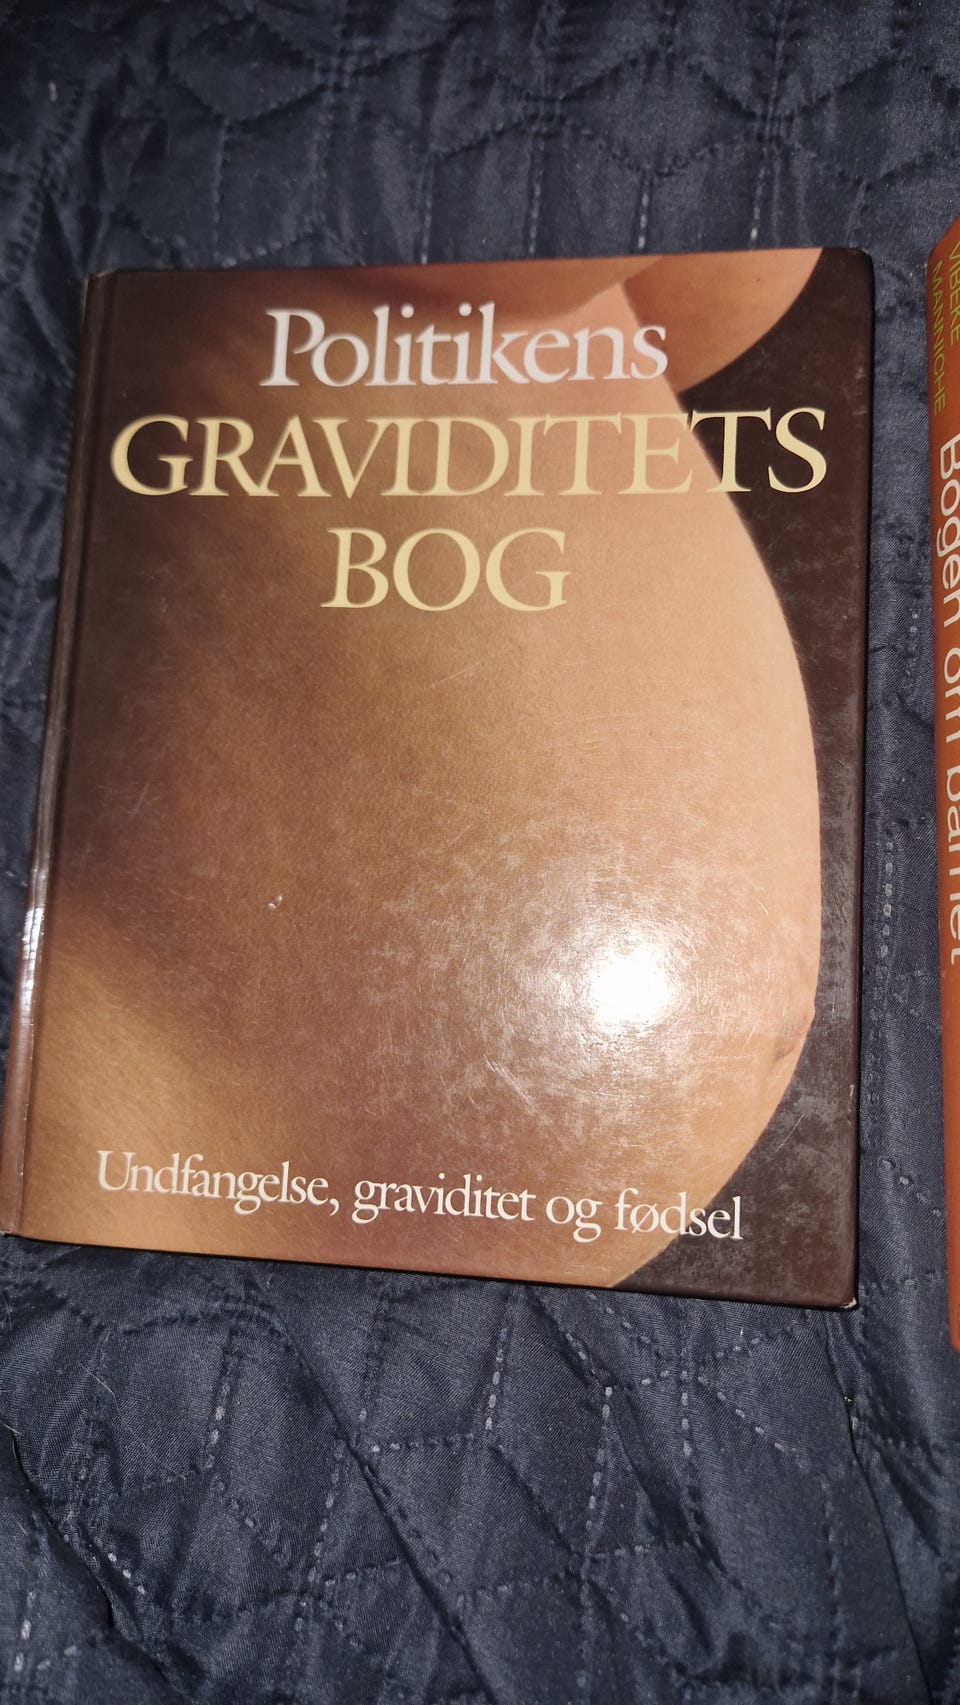 Politikens
GRAVIDITETS
BOG
Undfangelse, graviditet og fødsel
VIBEKE
MANNICHE
Bogen om barnet